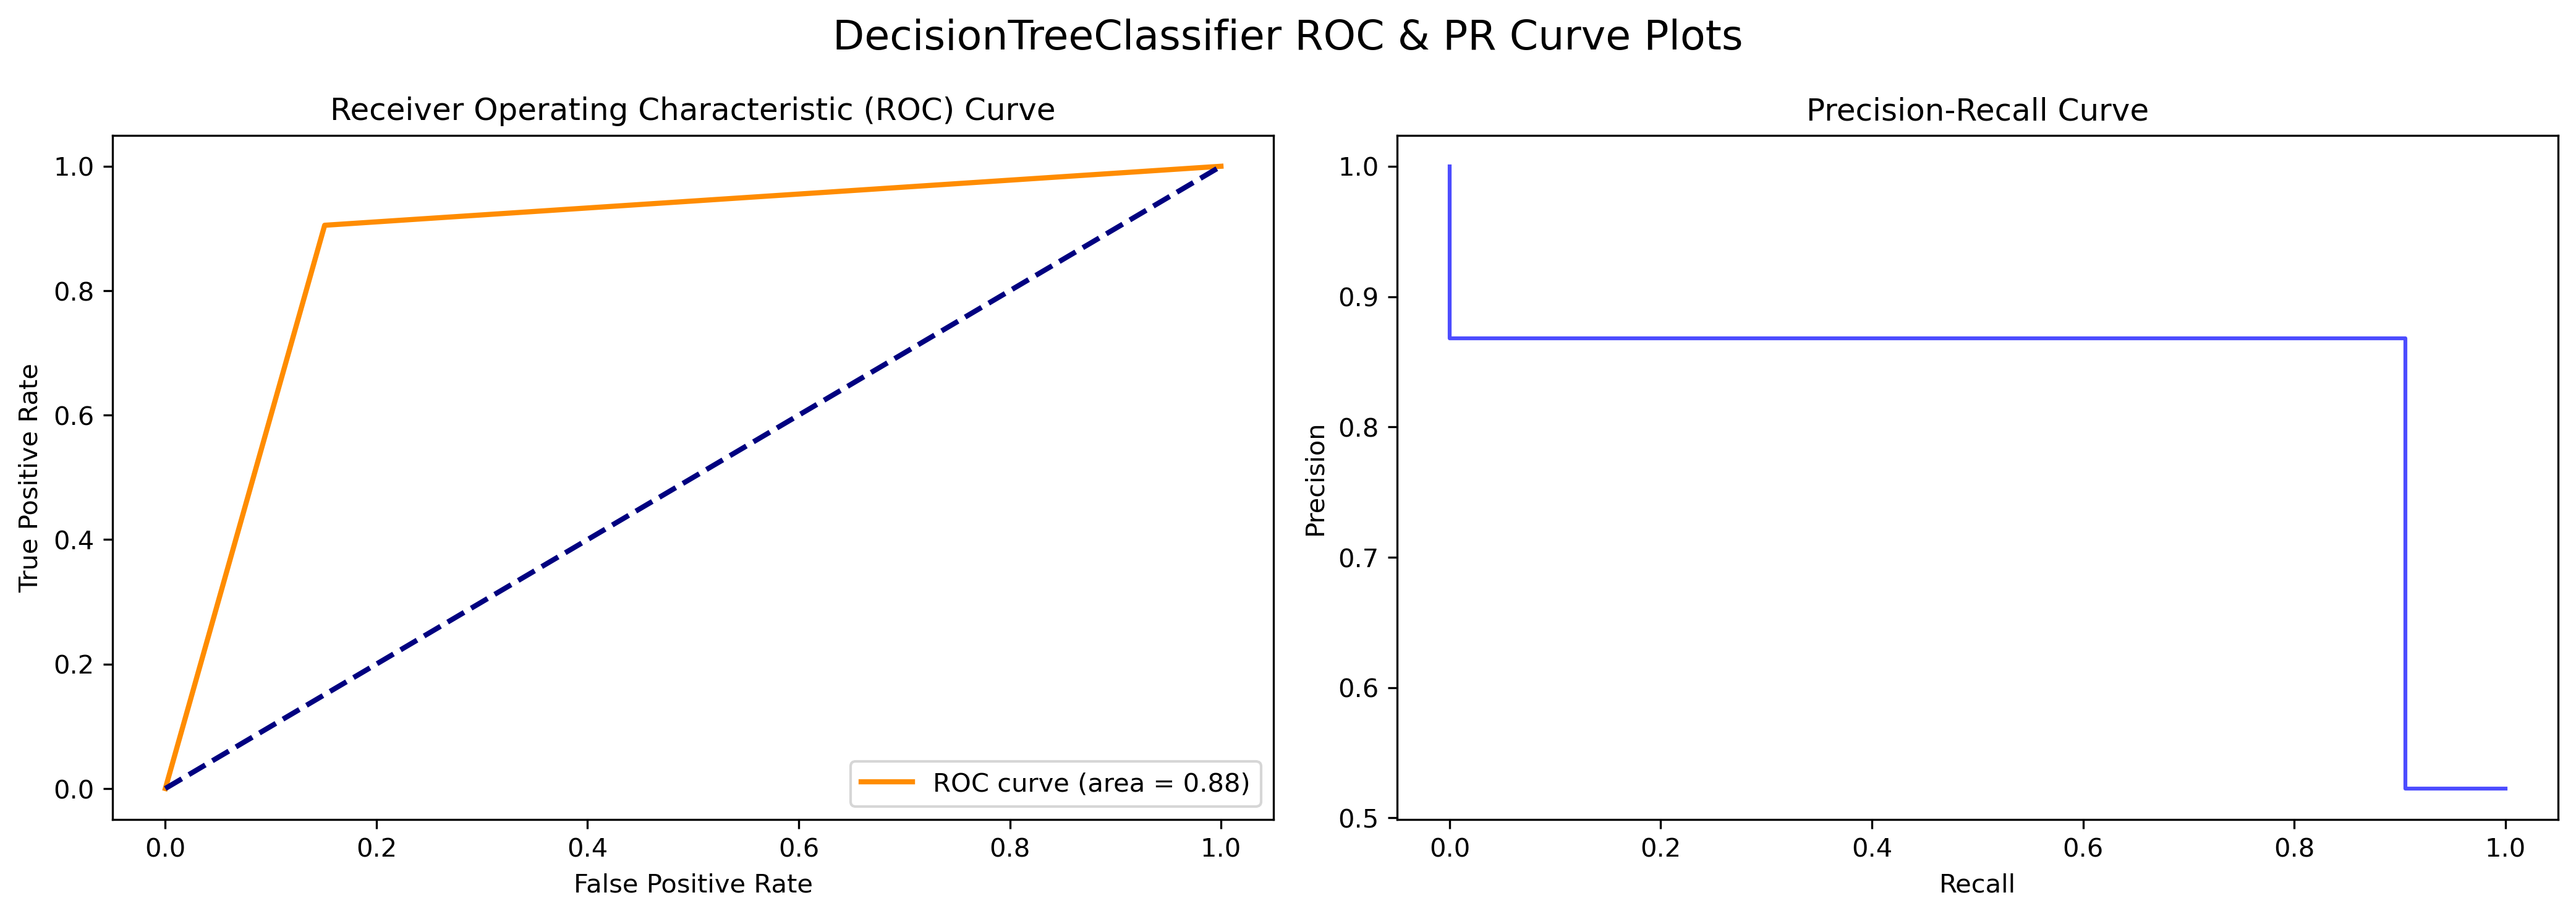 DecisionTreeClassifier ROC & PR Curve Plots
Receiver Operating Characteristic (ROC) Curve
True Positive Rate
1.0
0.8
0.6
0.4
0.2
0.0
0.0 0.2 0.4 0.6 0.8 1.0
False Positive Rate
ROC curve (area = 0.88)
Precision-Recall Curve
Precision
1.0
0.9
0.8
0.7
0.6
0.5
0.0 0.2 0.4 0.6 0.8 1.0
Recall